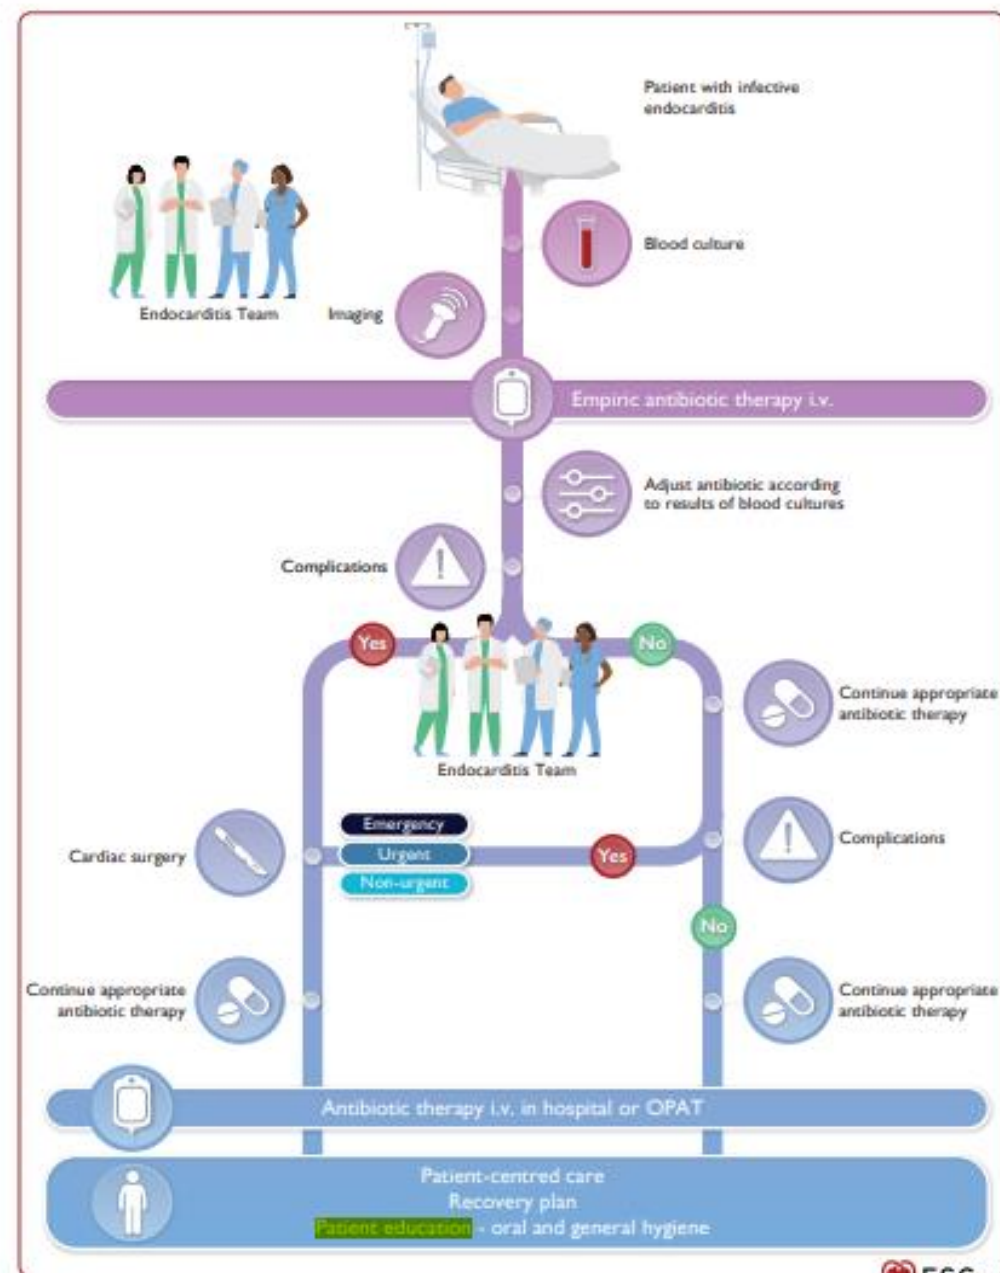 Patient with infective
endocarditis
Blood culture
Endocarditis Team
Imaging
Empiric antibiotic therapy i.v.
Adjust antibiotic according
to results of blood cultures
Complications
Yes
No
Continue appropriate
antibiotic therapy
Endocarditis Team
Emergency
Urgent
Non-urgent
Cardiac surgery
Yes
Complications
No
Continue appropriate
antibiotic therapy
Continue appropriate
antibiotic therapy
Antibiotic therapy i.v. in hospital or OPAT
Patient-centred care
Recovery plan
Patient education - oral and general hygiene